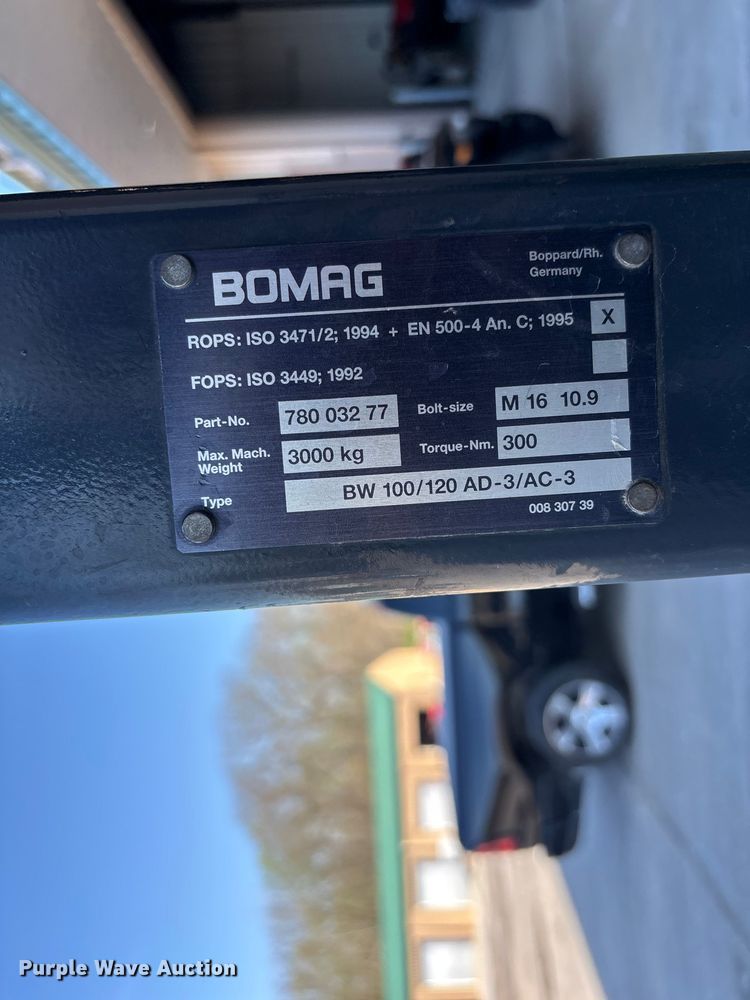 BOMAG
Boppard/Rh.
Germany
ROPS: ISO 3471/2; 1994 + EN 500-4 An. C; 1995 X
FOPS: ISO 3449; 1992
Part-No. 780 032 77 Bolt-size M 16 10.9
Max. Mach.
Weight 3000 kg Torque-Nm. 300
Type BW 100/120 AD-3/AC-3
008 307 39
Purple Wave Auction